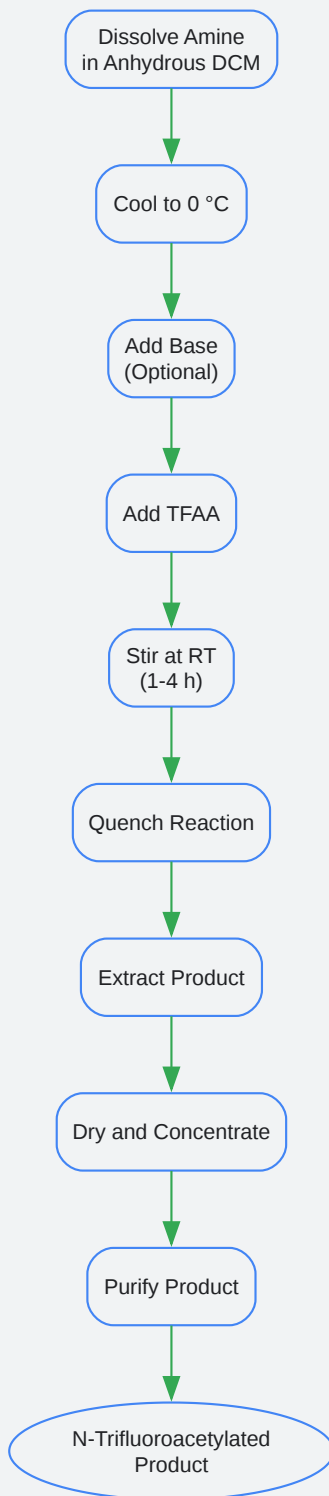 Dissolve Amine
in Anhydrous DCM
Cool to 0 °C
Add Base
(Optional)
Add TFAA
Stir at RT
(1-4 h)
Quench Reaction
Extract Product
Dry and Concentrate
Purify Product
N-Trifluoroacetylated
Product